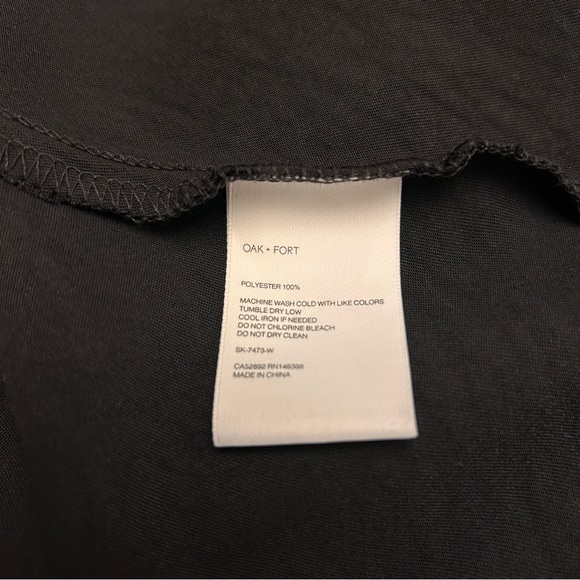 OAK + FORT
POLYESTER 100%
MACHINE WASH COLD WITH LIKE COLORS
TUMBLE DRY LOW
COOL IRON IF NEEDED
DO NOT CHLORINE BLEACH
DO NOT DRY CLEAN
SK-7473-W
CA52892 RN148398
MADE IN CHINA